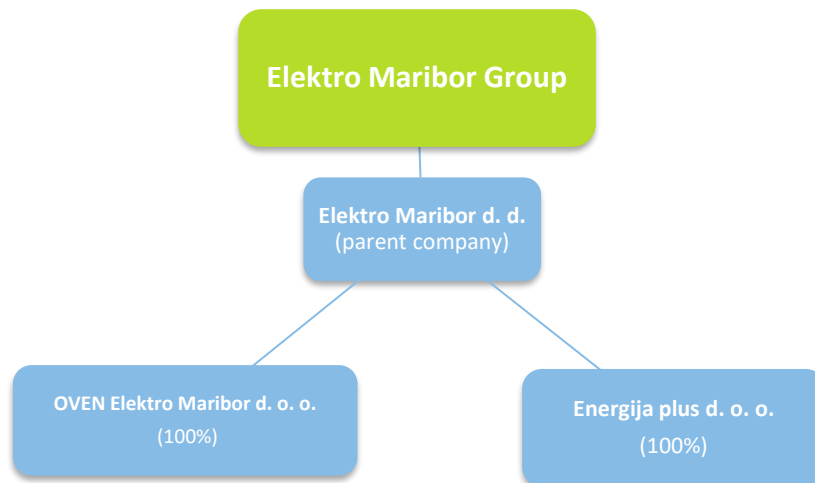 Elektro Maribor Group
Elektro Maribor d. d.
(parent company)
OVEN Elektro Maribor d. o. o.
(100%)
Energija plus d. o. o.
(100%)